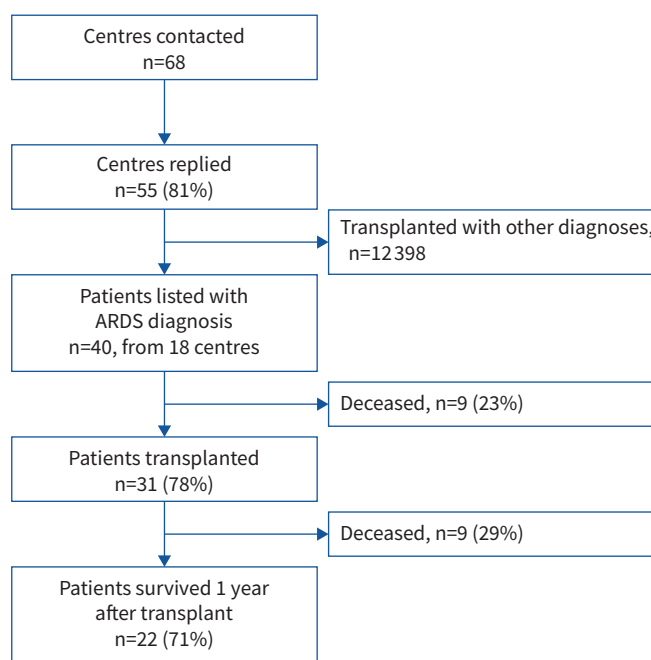 Centres contacted
n=68
Centres replied
n=55 (81%)
Transplanted with other diagnoses,
n=12 398
Patients listed with
ARDS diagnosis
n=40, from 18 centres
Deceased, n=9 (23%)
Patients transplanted
n=31 (78%)
Deceased, n=9 (29%)
Patients survived 1 year
after transplant
n=22 (71%)